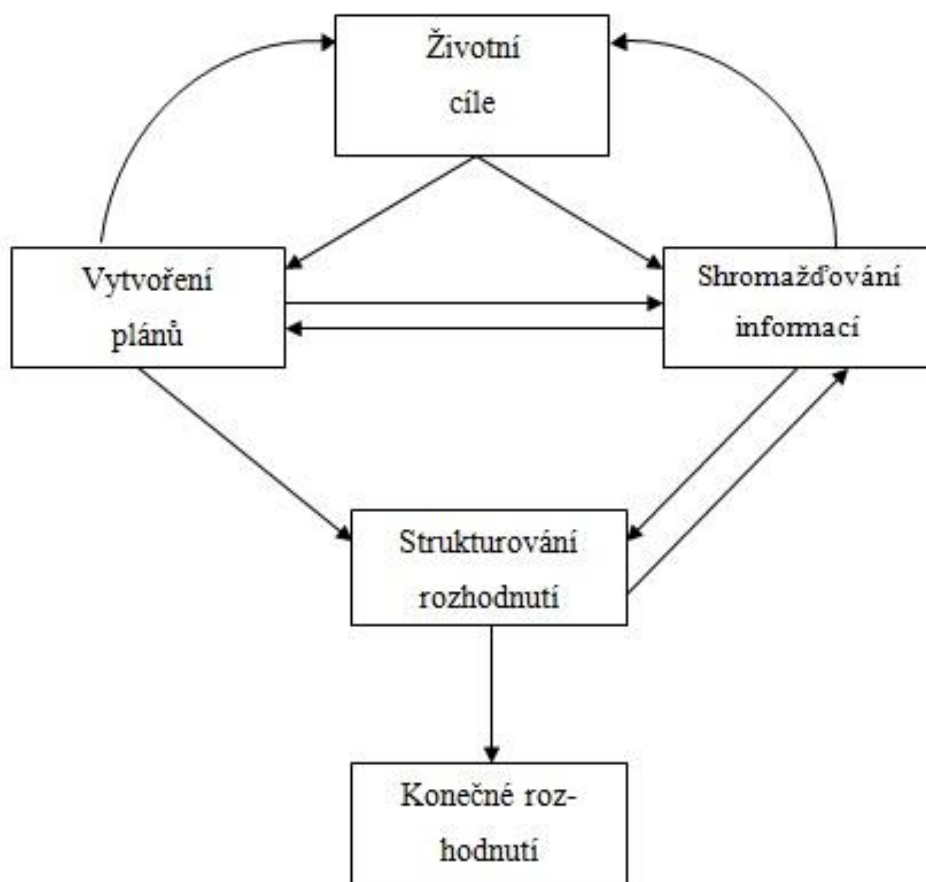 Životní
cíle
Vytvoření
plánů
Shromažďování
informací
Strukturování
rozhodnutí
Konečné roz-
hodnutí